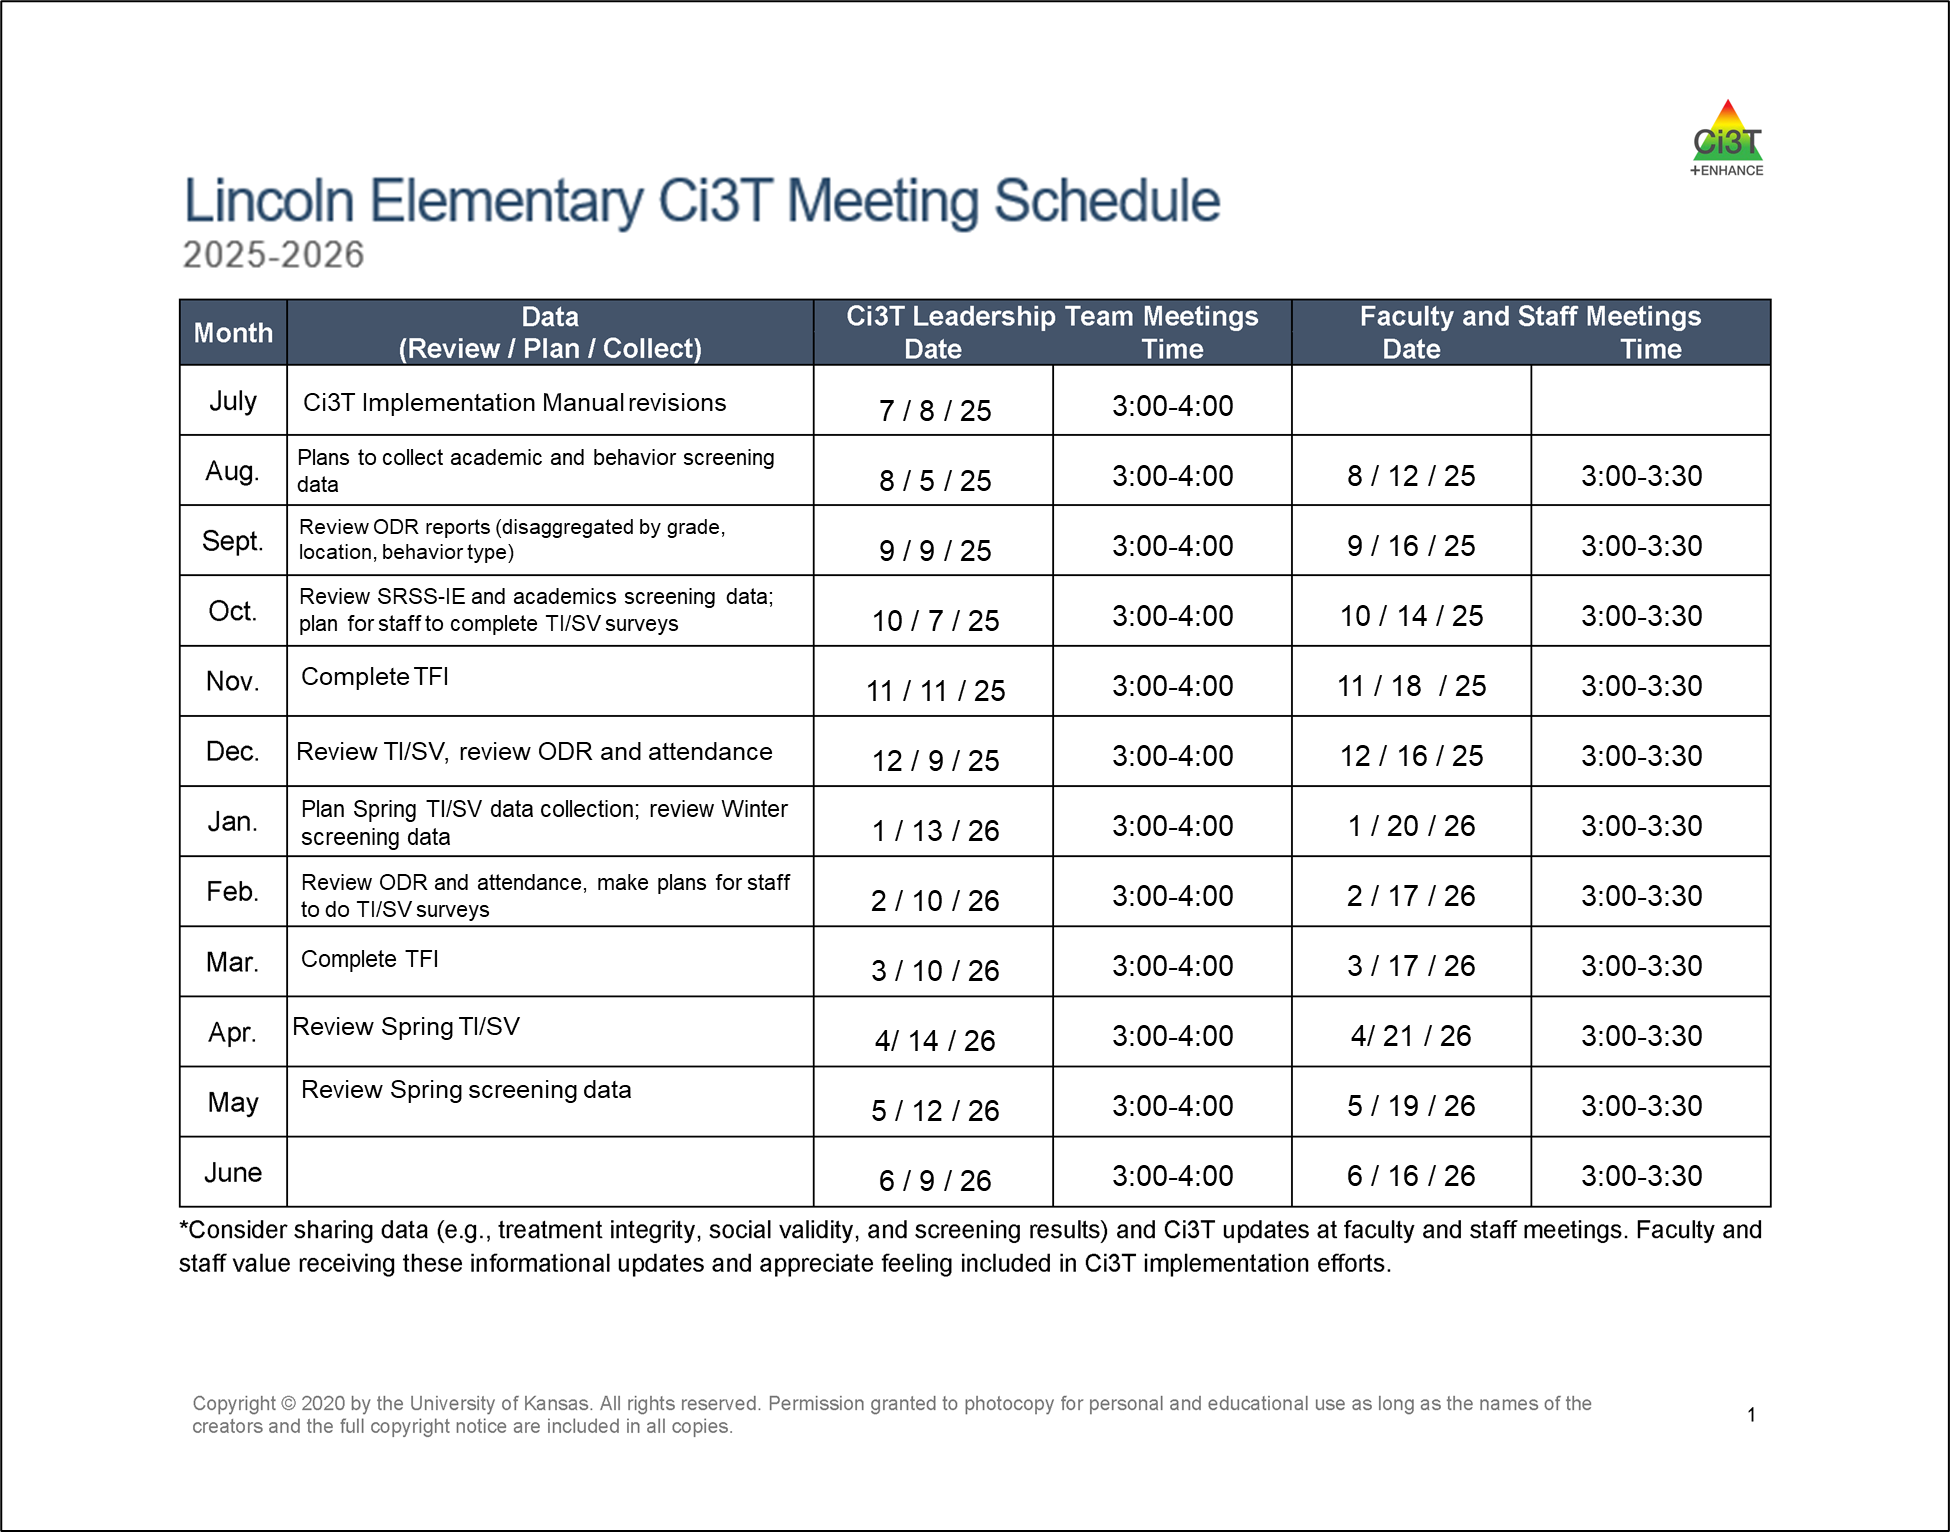 Ci3T
+ENHANCE
Lincoln Elementary Ci3T Meeting Schedule
2025-2026
Month
Data
(Review / Plan / Collect)
Ci3T Leadership Team Meetings
Date Time
Faculty and Staff Meetings
Date Time
July
Ci3T Implementation Manual revisions
7 / 8 / 25
3:00-4:00
Aug.
Plans to collect academic and behavior screening
data
8 / 5 / 25
3:00-4:00
8 / 12 / 25
3:00-3:30
Sept.
Review ODR reports (disaggregated by grade,
location, behavior type)
9 / 9 / 25
3:00-4:00
9 / 16 / 25
3:00-3:30
Oct.
Review SRSS-IE and academics screening data;
plan for staff to complete TI/SV surveys
10 / 7 / 25
3:00-4:00
10 / 14 / 25
3:00-3:30
Nov.
Complete TFI
11 / 11 / 25
3:00-4:00
11 / 18 / 25
3:00-3:30
Dec.
Review TI/SV, review ODR and attendance
12 / 9 / 25
3:00-4:00
12 / 16 / 25
3:00-3:30
Jan.
Plan Spring TI/SV data collection; review Winter
screening data
1 / 13 / 26
3:00-4:00
1 / 20 / 26
3:00-3:30
Feb.
Review ODR and attendance, make plans for staff
to do TI/SV surveys
2 / 10 / 26
3:00-4:00
2 / 17 / 26
3:00-3:30
Mar.
Complete TFI
3 / 10 / 26
3:00-4:00
3 / 17 / 26
3:00-3:30
Apr.
Review Spring TI/SV
4/ 14 / 26
3:00-4:00
4/ 21 / 26
3:00-3:30
May
Review Spring screening data
5 / 12 / 26
3:00-4:00
5 / 19 / 26
3:00-3:30
June
6 / 9 / 26
3:00-4:00
6 / 16 / 26
3:00-3:30
*Consider sharing data (e.g., treatment integrity, social validity, and screening results) and Ci3T updates at faculty and staff meetings. Faculty and
staff value receiving these informational updates and appreciate feeling included in Ci3T implementation efforts.
Copyright © 2020 by the University of Kansas. All rights reserved. Permission granted to photocopy for personal and educational use as long as the names of the
creators and the full copyright notice are included in all copies.
1